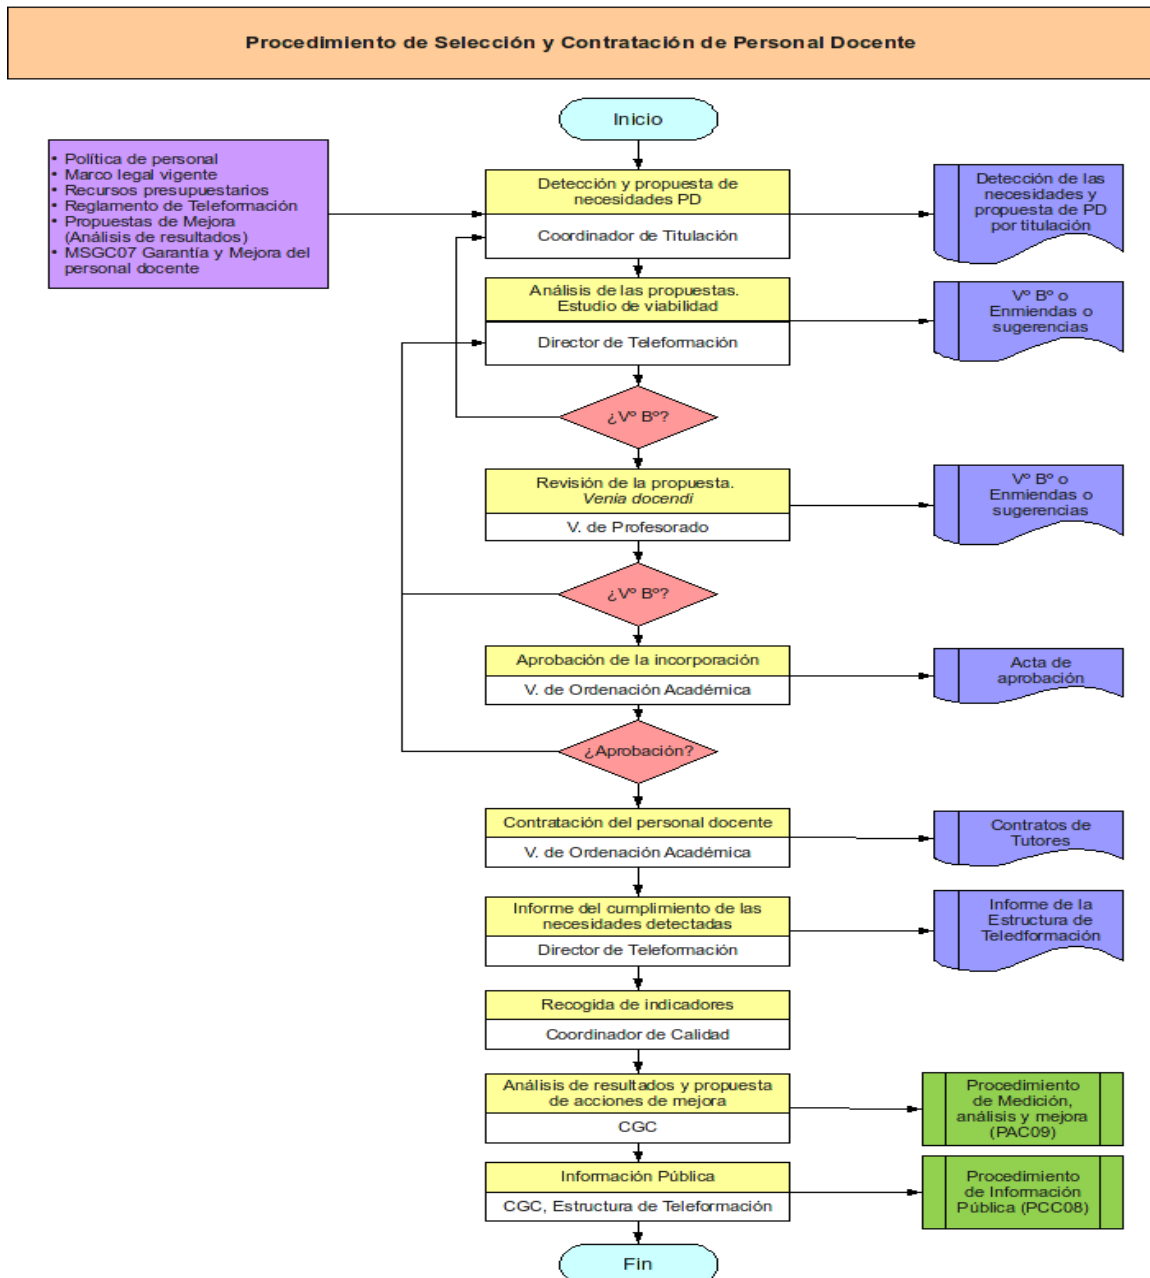 Procedimiento de Selección y Contratación de Personal Docente
Inicio
• Política de personal
• Marco legal vigente
• Recursos presupuestarios
• Reglamento de Teleformación
• Propuestas de Mejora
(Análisis de resultados)
• MSGC07 Garantía y Mejora del
personal docente
Detección y propuesta de
necesidades PD
Coordinador de Titulación
Detección de las
necesidades y
propuesta de PD
por titulación
Análisis de las propuestas.
Estudio de viabilidad
Director de Teleformación
Vº Bº o
Enmiendas o
sugerencias
¿Vº Bº?
Revisión de la propuesta.
Venia docendi
V. de Profesorado
Vº Bº o
Enmiendas o
sugerencias
¿Vº Bº?
Aprobación de la incorporación
V. de Ordenación Académica
Acta de
aprobación
¿Aprobación?
Contratación del personal docente
V. de Ordenación Académica
Contratos de
Tutores
Informe del cumplimiento de las
necesidades detectadas
Director de Teleformación
Informe de la
Estructura de
Teledformación
Recogida de indicadores
Coordinador de Calidad
Análisis de resultados y propuesta
de acciones de mejora
CGC
Procedimiento
de Medición,
análisis y mejora
(PAC09)
Información Pública
CGC, Estructura de Teleformación
Procedimiento
de Información
Pública (PCC08)
Fin